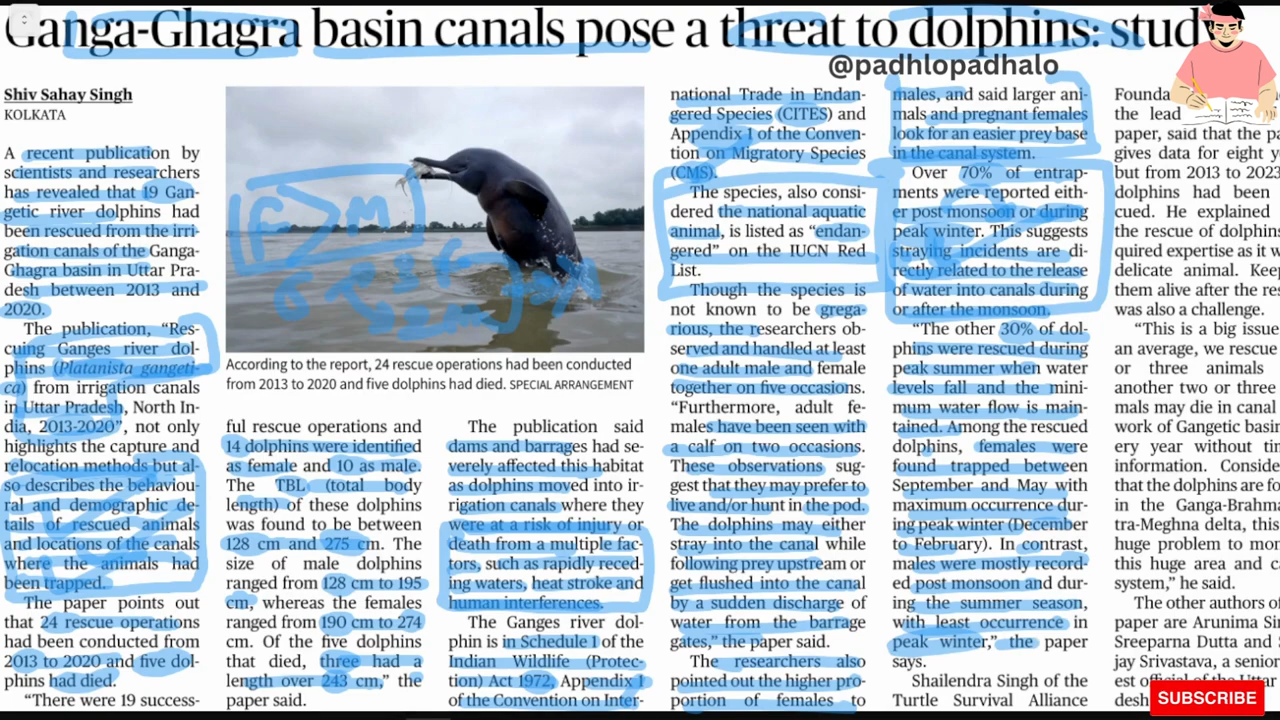 Ganga-Ghagra basin canals pose a threat to dolphins: study
@padhlopadhalo
Shiv Sahay Singh
KOLKATA
A recent publication by
scientists and researchers
has revealed that 19 Gan-
getic river dolphins had
been rescued from the irri-
gation canals of the Ganga-
Ghagra basin in Uttar Pra-
desh between 2013 and
2020.
The publication, “Res-
cuing Ganges river dol-
phins (Platanista gangeti-
ca) from irrigation canals
in Uttar Pradesh, North In-
dia, 2013-2020”, not only
highlights the capture and
relocation methods but al-
so describes the behaviou-
ral and demographic de-
tails of rescued animals
and locations of the canals
where the animals had
been trapped.
The paper points out
that 24 rescue operations
had been conducted from
2013 to 2020 and five dol-
phins had died.
“There were 19 success-
According to the report, 24 rescue operations had been conducted
from 2013 to 2020 and five dolphins had died. SPECIAL ARRANGEMENT
ful rescue operations and
14 dolphins were identified
as female and 10 as male.
The TBL (total body
length) of these dolphins
was found to be between
128 cm and 275 cm. The
size of male dolphins
ranged from 128 cm to 195
cm, whereas the females
ranged from 190 cm to 274
cm. Of the five dolphins
that died, three had a
length over 243 cm,” the
paper said.
The publication said
dams and barrages had se-
verely affected this habitat
as dolphins moved into ir-
rigation canals where they
were at a risk of injury or
death from a multiple fac-
tors, such as rapidly reced-
ing waters, heat stroke and
human interferences.
The Ganges river dol-
phin is in Schedule 1 of the
Indian Wildlife (Protec-
tion) Act 1972, Appendix 1
of the Convention on Inter-
national Trade in Endan-
gered Species (CITES) and
Appendix 1 of the Conven-
tion on Migratory Species
(CMS).
The species, also consi-
dered the national aquatic
animal, is listed as “endan-
gered” on the IUCN Red
List.
Though the species is
not known to be grega-
rious, the researchers ob-
served and handled at least
one adult male and female
together on five occasions.
“Furthermore, adult fe-
males have been seen with
a calf on two occasions.
These observations sug-
gest that they may prefer to
live and/or hunt in the pod.
The dolphins may either
stray into the canal while
following prey upstream or
get flushed into the canal
by a sudden discharge of
water from the barrage
gates,” the paper said.
The researchers also
pointed out the higher pro-
portion of females to
males, and said larger ani-
mals and pregnant females
look for an easier prey base
in the canal system.
Over 70% of entrap-
ments were reported eith-
er post monsoon or during
peak winter. This suggests
straying incidents are di-
rectly related to the release
of water into canals during
or after the monsoon.
“The other 30% of dol-
phins were rescued during
peak summer when water
levels fall and the mini-
mum water flow is main-
tained. Among the rescued
dolphins, females were
found trapped between
September and May with
maximum occurrence dur-
ing peak winter (December
to February). In contrast,
males were mostly record-
ed post monsoon and dur-
ing the summer season,
with least occurrence in
peak winter,” the paper
says.
Shailendra Singh of the
Turtle Survival Alliance
Founda
the lead
paper, said that the pa
gives data for eight y
but from 2013 to 2023
dolphins had been
cued. He explained
the rescue of dolphins
quired expertise as it w
delicate animal. Keep
them alive after the res
was also a challenge.
“This is a big issue
an average, we rescue
or three animals
another two or three
mals may die in canal
work of Gangetic basin
ery year without tim
information. Conside
that the dolphins are fo
in the Ganga-Brahma
tra-Meghna delta, this
huge problem to mon
this huge area and ca
system,” he said.
The other authors of
paper are Arunima Sin
Sreeparna Dutta and
jay Srivastava, a senior
est official of the Uttar
desh
SUBSCRIBE